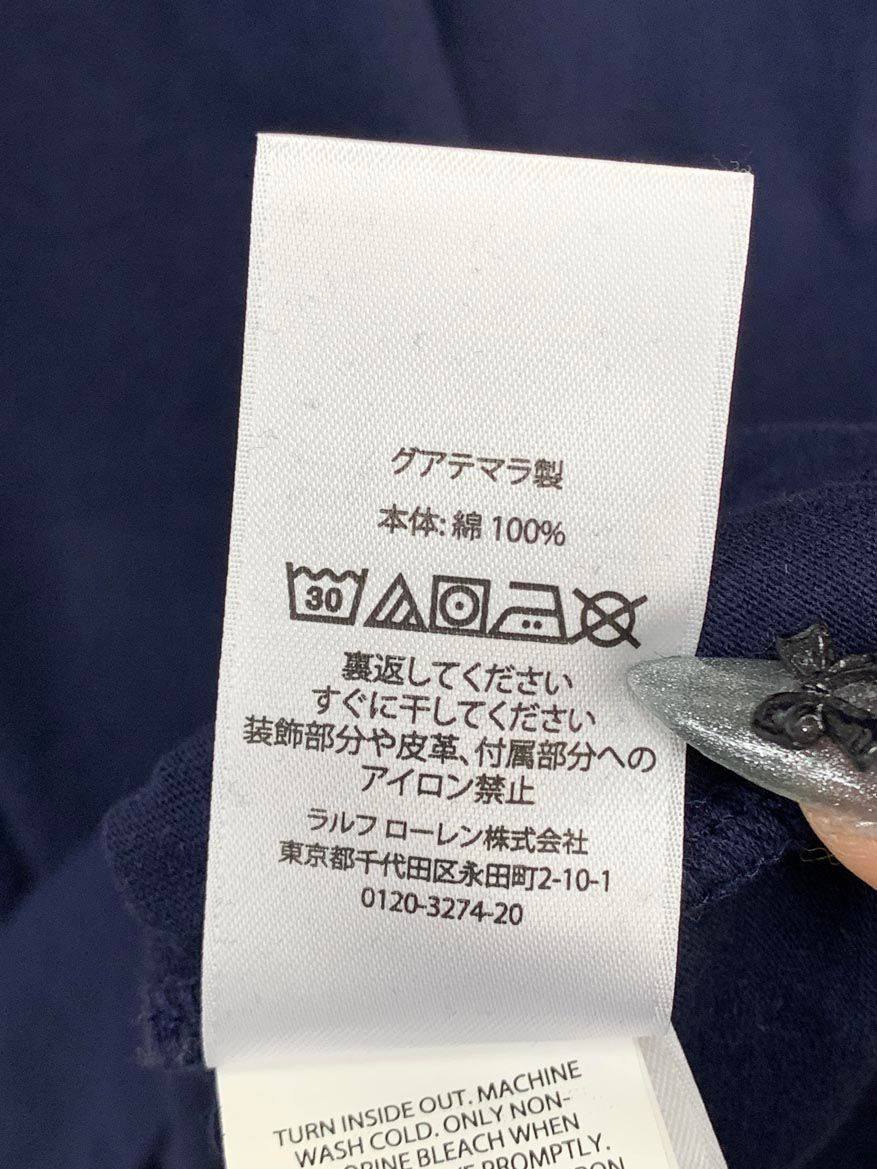 グアテマラ製
本体: 綿 100%
30
裏返してください
すぐに干してください
装飾部分や皮革、付属部分への
アイロン禁止
ラルフ ローレン株式会社
東京都千代田区永田町2-10-1
0120-3274-20
TURN INSIDE OUT. MACHINE
WASH COLD. ONLY NON-
BLEACH WHEN
PROMPTLY.